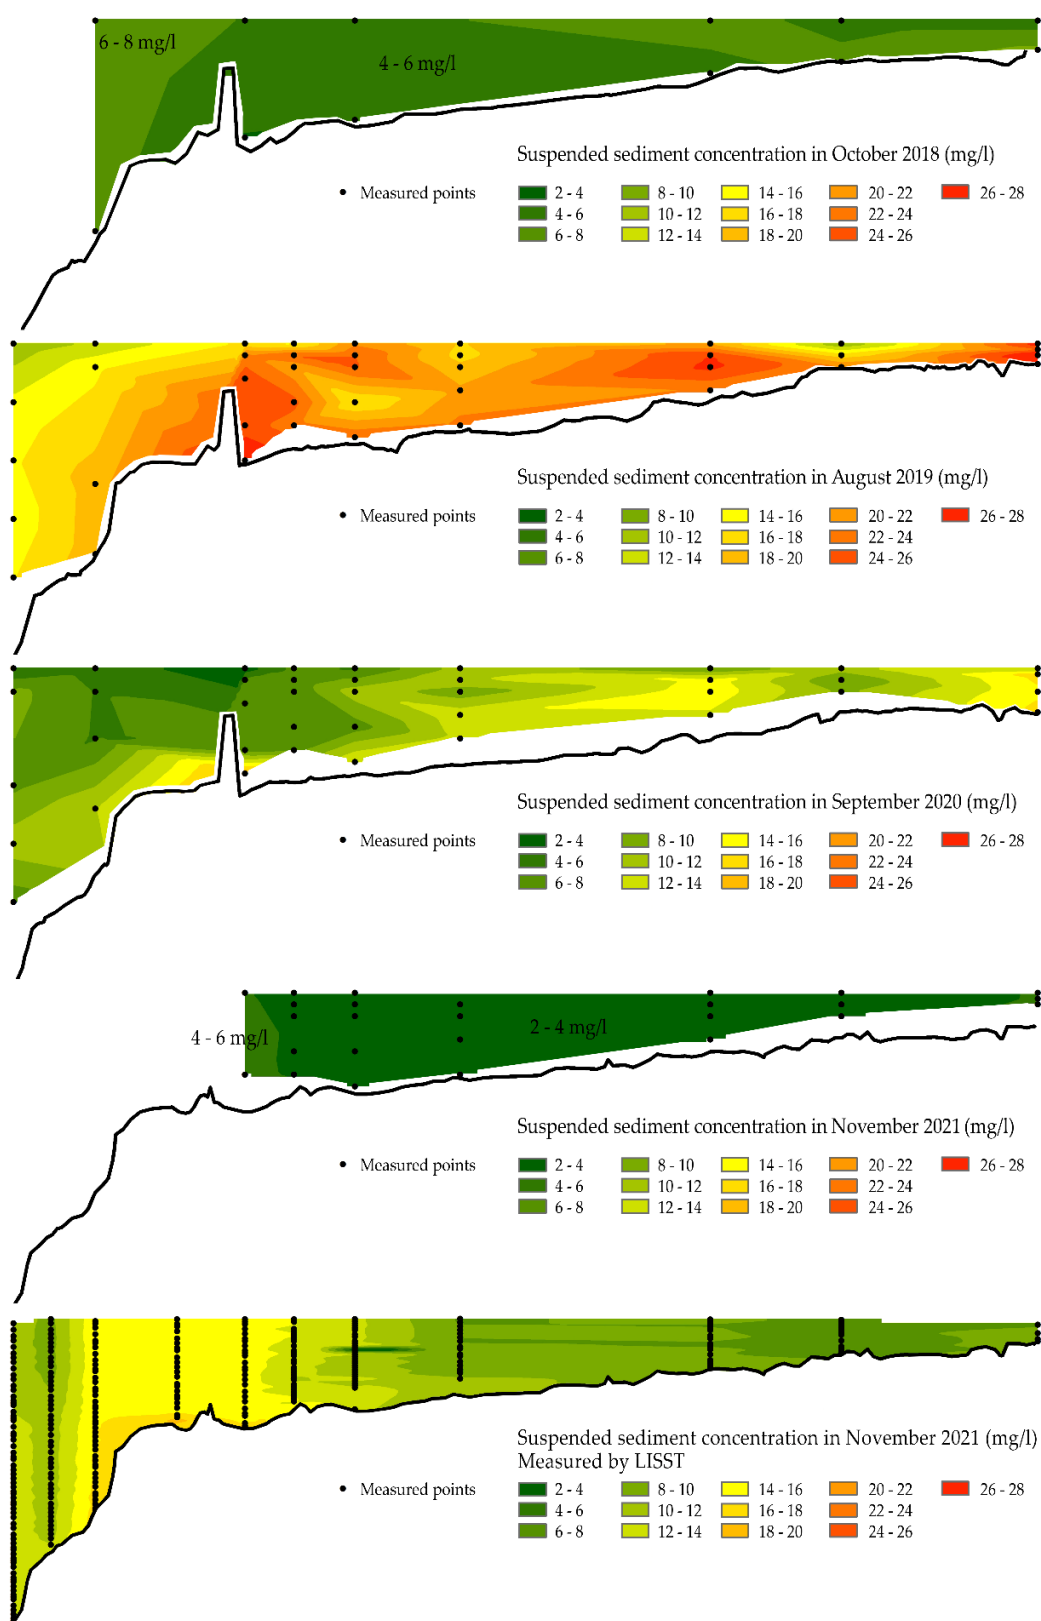 6 - 8 mg/l
4 - 6 mg/l
Suspended sediment concentration in October 2018 (mg/l)
Measured points 2 - 4 8 - 10 14 - 16 20 - 22 26 - 28
4 - 6 10 - 12 16 - 18 22 - 24
6 - 8 12 - 14 18 - 20 24 - 26
Suspended sediment concentration in August 2019 (mg/l)
Measured points 2 - 4 8 - 10 14 - 16 20 - 22 26 - 28
4 - 6 10 - 12 16 - 18 22 - 24
6 - 8 12 - 14 18 - 20 24 - 26
Suspended sediment concentration in September 2020 (mg/l)
Measured points 2 - 4 8 - 10 14 - 16 20 - 22 26 - 28
4 - 6 10 - 12 16 - 18 22 - 24
6 - 8 12 - 14 18 - 20 24 - 26
4 - 6 mg/l 2 - 4 mg/l
Suspended sediment concentration in November 2021 (mg/l)
Measured points 2 - 4 8 - 10 14 - 16 20 - 22 26 - 28
4 - 6 10 - 12 16 - 18 22 - 24
6 - 8 12 - 14 18 - 20 24 - 26
Suspended sediment concentration in November 2021 (mg/l)
Measured by LISST
Measured points 2 - 4 8 - 10 14 - 16 20 - 22 26 - 28
4 - 6 10 - 12 16 - 18 22 - 24
6 - 8 12 - 14 18 - 20 24 - 26